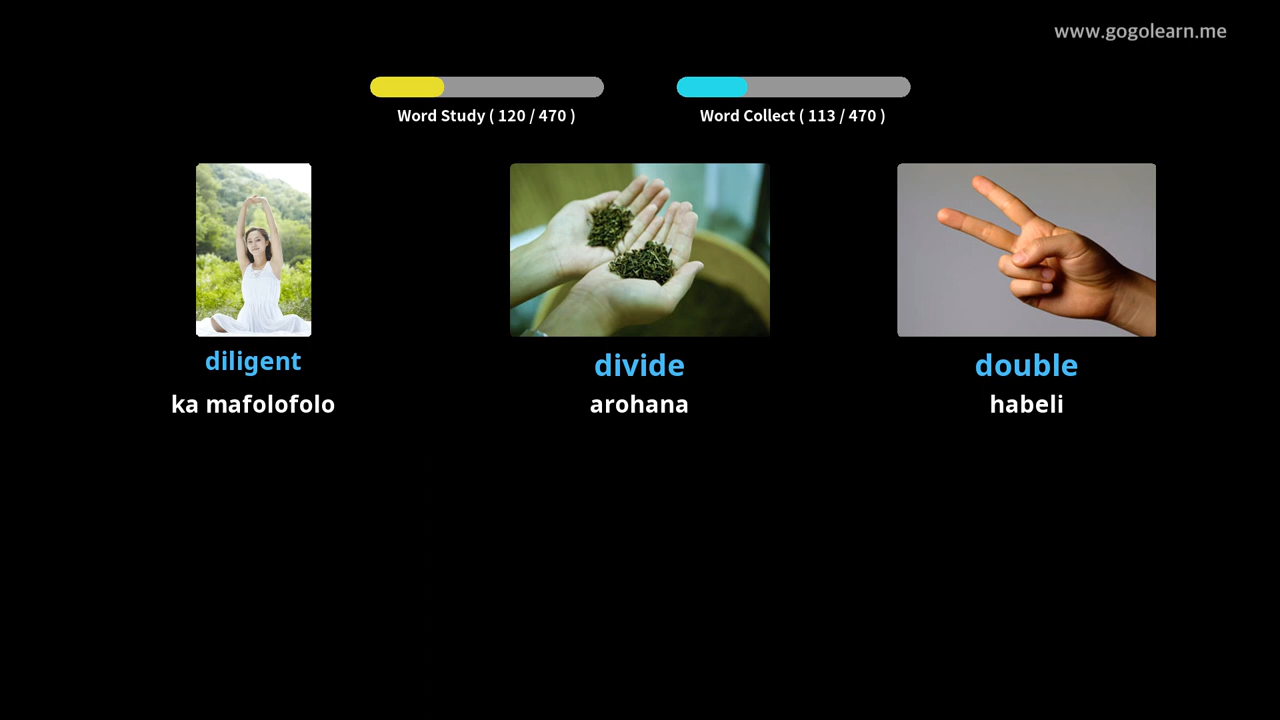 www.gogolearn.me
Word Study ( 120 / 470 )
Word Collect ( 113 / 470 )
diligent
ka mafolofolo
divide
arohana
double
habeli